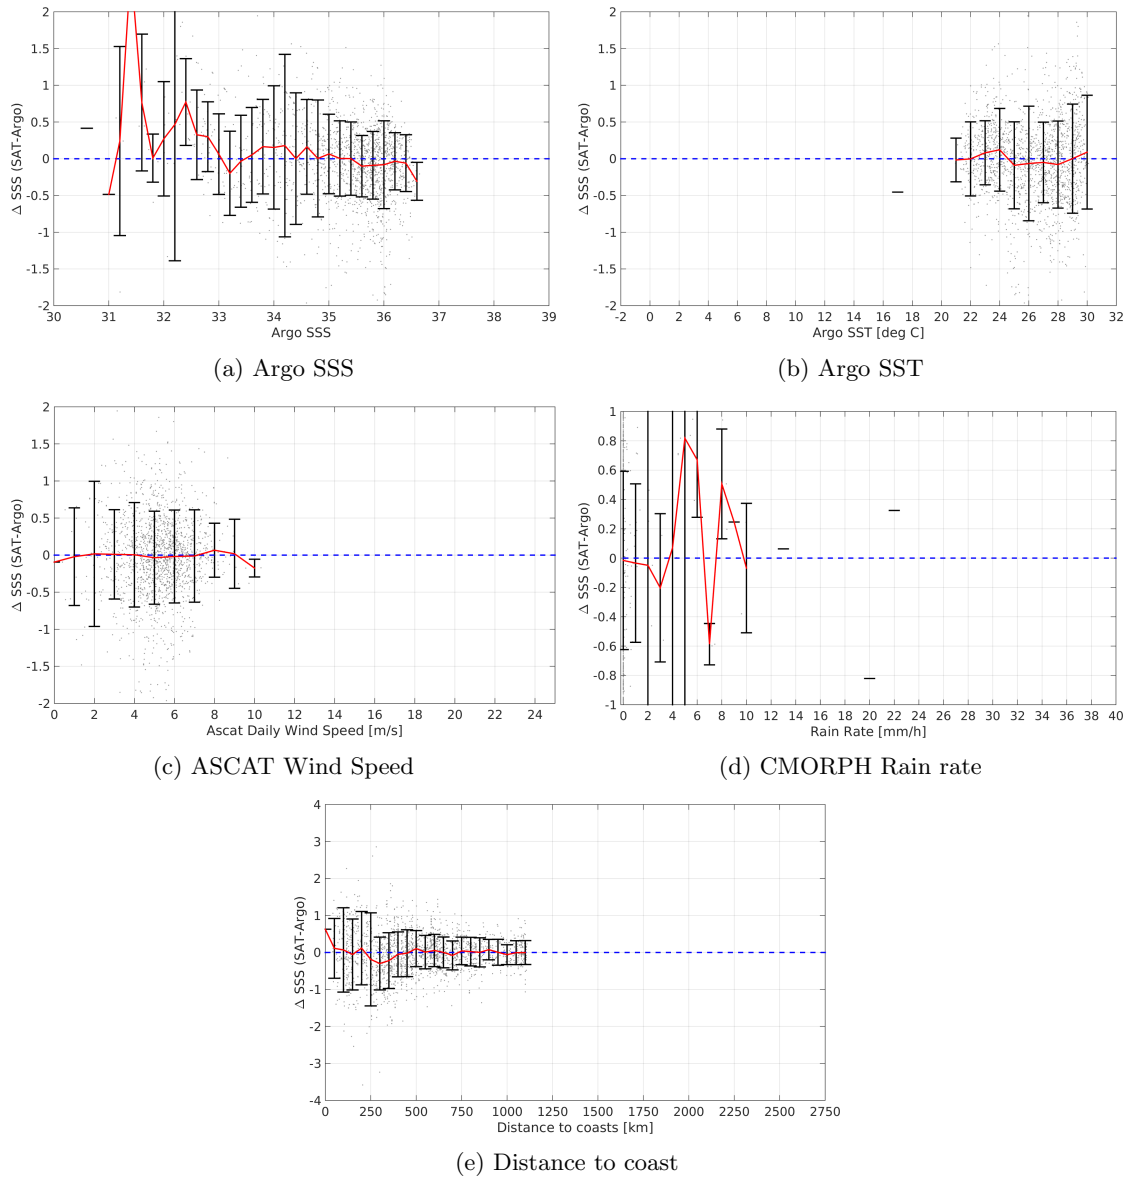 2
1.5
1
0.5
0
-0.5
-1
-1.5
-2
Δ SSS (SAT-Argo)
30 31 32 33 34 35 36 37 38 39
Argo SSS
(a) Argo SSS
2
1.5
1
0.5
0
-0.5
-1
-1.5
-2
Δ SSS (SAT-Argo)
-2 0 2 4 6 8 10 12 14 16 18 20 22 24 26 28 30 32
Argo SST [deg C]
(b) Argo SST
2
1.5
1
0.5
0
-0.5
-1
-1.5
-2
Δ SSS (SAT-Argo)
0 2 4 6 8 10 12 14 16 18 20 22 24
Ascat Daily Wind Speed [m/s]
(c) ASCAT Wind Speed
1
0.8
0.6
0.4
0.2
0
-0.2
-0.4
-0.6
-0.8
-1
Δ SSS (SAT-Argo)
0 2 4 6 8 10 12 14 16 18 20 22 24 26 28 30 32 34 36 38 40
Rain Rate [mm/h]
(d) CMORPH Rain rate
4
3
2
1
0
-1
-2
-3
-4
Δ SSS (SAT-Argo)
0 250 500 750 1000 1250 1500 1750 2000 2250 2500 2750
Distance to coasts [km]
(e) Distance to coast